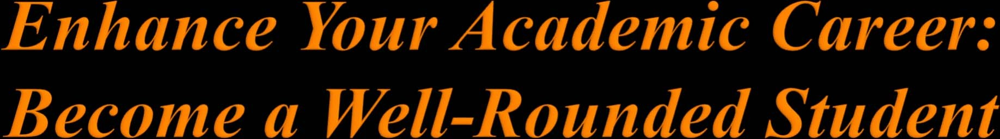 Enhance Your Academic Career:
Become a Well-Rounded Student